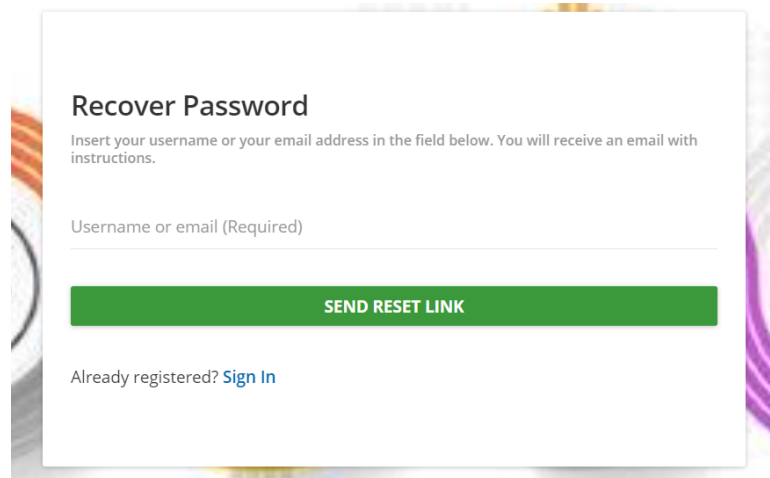 Recover Password
Insert your username or your email address in the field below. You will receive an email with
instructions.
Username or email (Required)
SEND RESET LINK
Already registered? Sign In